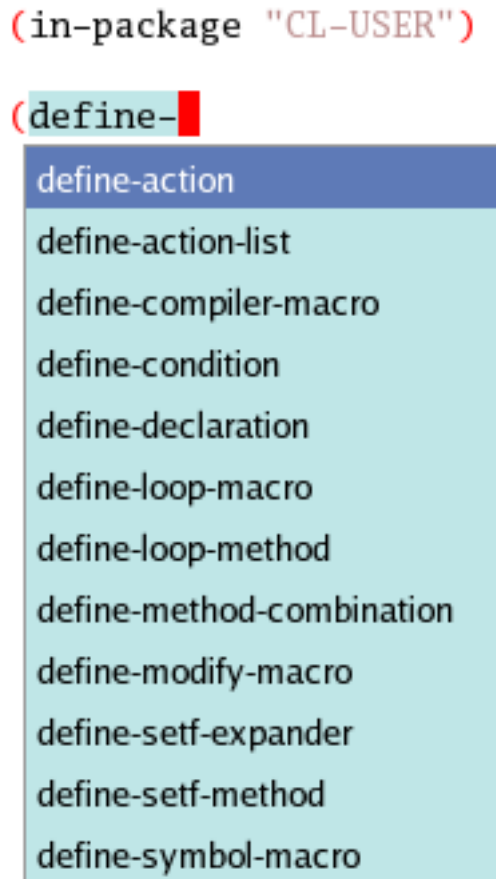 (in-package "CL-USER")
(define-
define-action
define-action-list
define-compiler-macro
define-condition
define-declaration
define-loop-macro
define-loop-method
define-method-combination
define-modify-macro
define-setf-expander
define-setf-method
define-symbol-macro